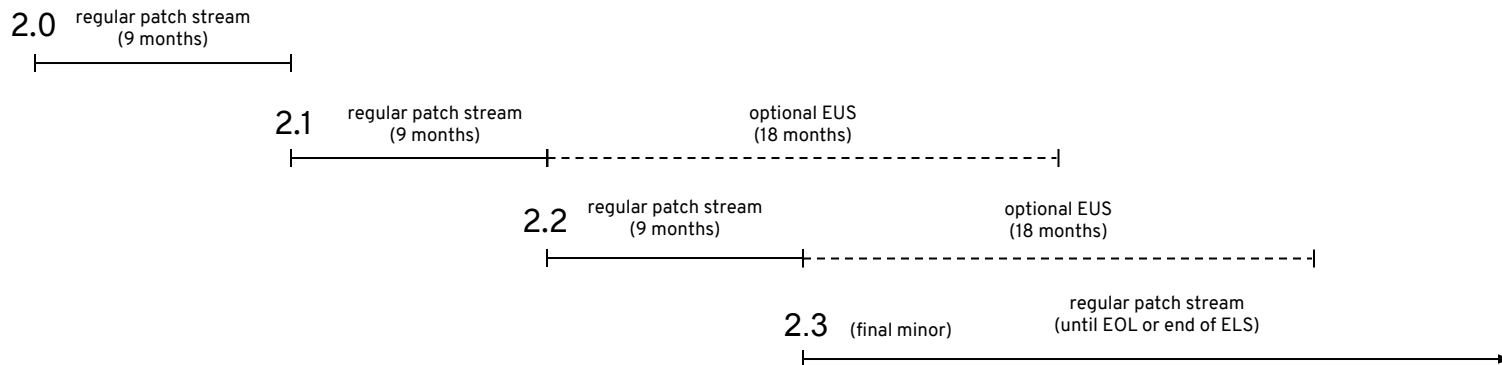 2.0
regular patch stream
(9 months)
2.1
regular patch stream
(9 months)
optional EUS
(18 months)
2.2
regular patch stream
(9 months)
optional EUS
(18 months)
2.3 (final minor)
regular patch stream
(until EOL or end of ELS)